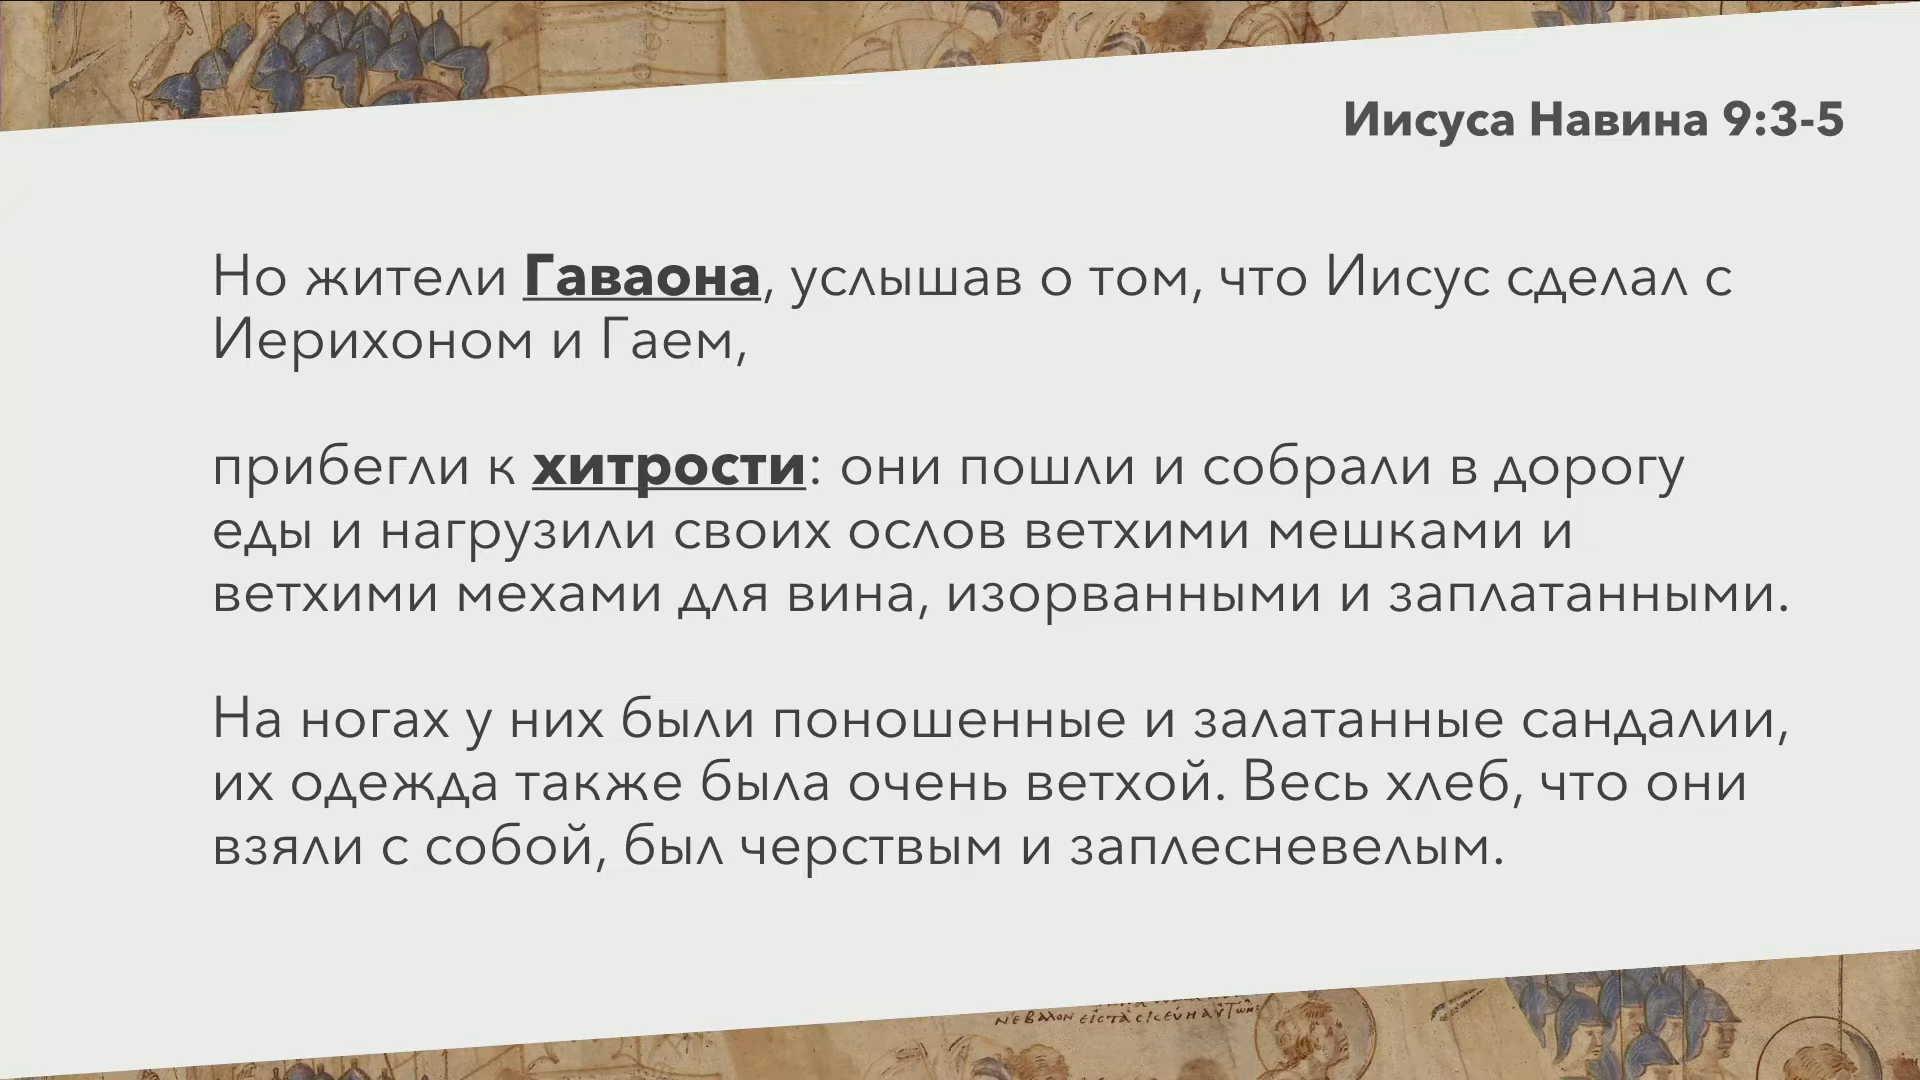 Иисуса Навина 9:3-5
Но жители Гаваона, услышав о том, что Иисус сделал с
Иерихоном и Гаем,
прибегли к хитрости: они пошли и собрали в дорогу
еды и нагрузили своих ослов ветхими мешками и
ветхими мехами для вина, изорванными и заплатанными.
На ногах у них были поношенные и залатанные сандалии,
их одежда также была очень ветхой. Весь хлеб, что они
взяли с собой, был черствым и заплесневелым.